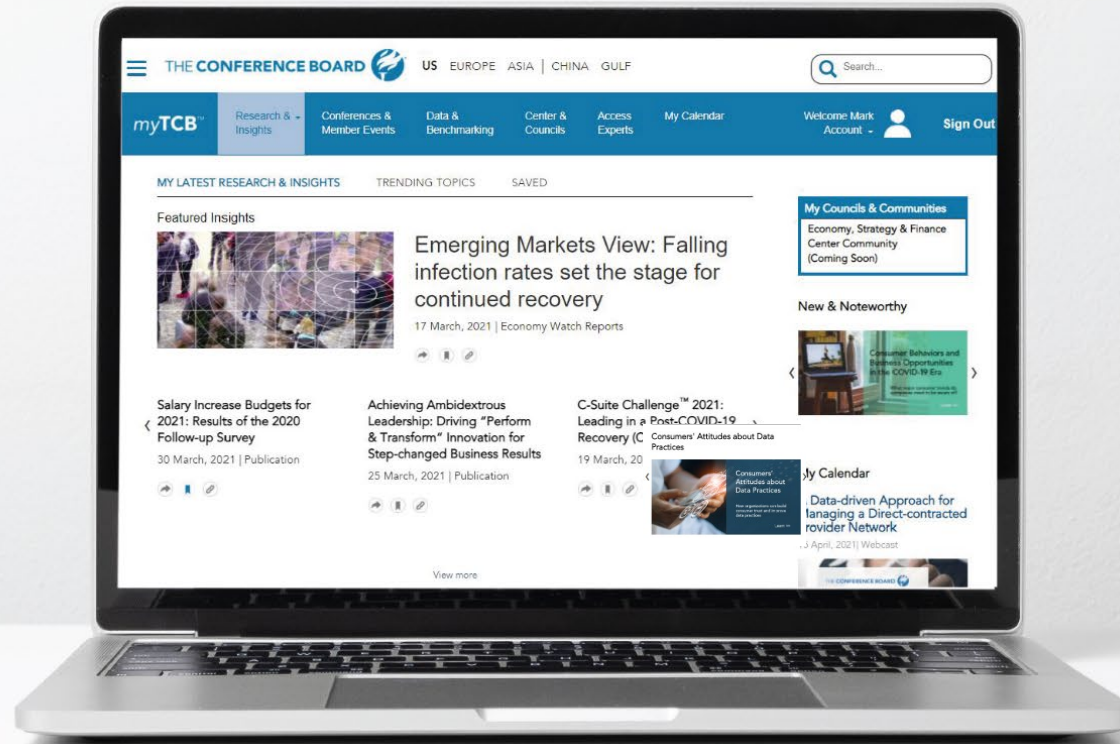 THE CONFERENCE BOARD
US EUROPE ASIA | CHINA GULF
Search...
myTCB™
Research &
Insights
Conferences &
Member Events
Data &
Benchmarking
Center &
Councils
Access
Experts
My Calendar
Welcome Mark
Account
Sign Out
MY LATEST RESEARCH & INSIGHTS
TRENDING TOPICS
SAVED
Featured Insights
Emerging Markets View: Falling
infection rates set the stage for
continued recovery
17 March, 2021 | Economy Watch Reports
Salary Increase Budgets for
2021: Results of the 2020
Follow-up Survey
30 March, 2021 | Publication
Achieving Ambidextrous
Leadership: Driving "Perform
& Transform" Innovation for
Step-changed Business Results
25 March, 2021 | Publication
C-Suite Challenge™ 2021:
Leading in a Post-COVID-19
Recovery (C
19 March, 20
Consumers' Attitudes about Data
Practices
Consumers'
Attitudes about
Data Practices
View more
My Councils & Communities
Economy, Strategy & Finance
Center Community
(Coming Soon)
New & Noteworthy
Consumer Behaviors and
Business Opportunities
in the COVID-19 Era
My Calendar
Data-driven Approach for
Managing a Direct-contracted
Provider Network
April, 2021| Webcast
THE CONFERENCE BOARD